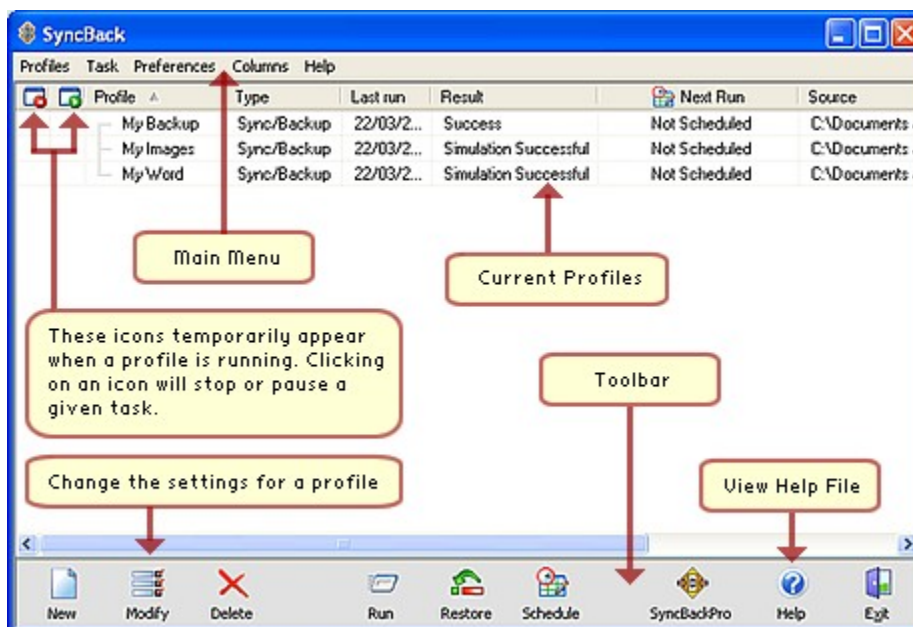 SyncBack
Profiles Task Preferences Columns Help
Profile Type Last run Result Next Run Source
My Backup Sync/Backup 22/03/2... Success Not Scheduled C:\Documents
My Images Sync/Backup 22/03/2... Simulation Successful Not Scheduled C:\Documents
My Word Sync/Backup 22/03/2... Simulation Successful Not Scheduled C:\Documents
Main Menu
Current Profiles
These icons temporarily appear
when a profile is running. Clicking
on an icon will stop or pause a
given task.
Toolbar
Change the settings for a profile
View Help File
New Modify Delete Run Restore Schedule SyncBackPro Help Exit